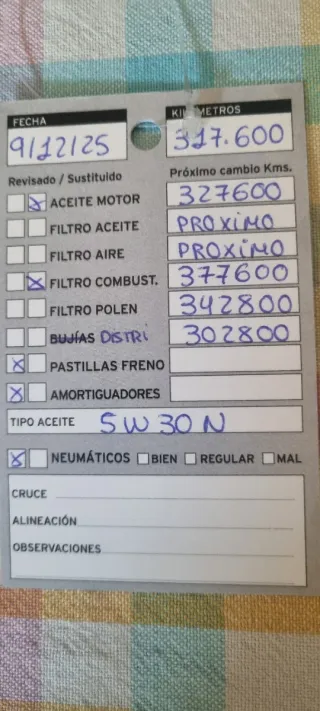 FECHA KILÓMETROS
9/12/25 317.600
Revisado / Sustituido Próximo cambio Kms.
ACEITE MOTOR 327600
FILTRO ACEITE PROXIMO
FILTRO AIRE PROXIMO
FILTRO COMBUST. 377600
FILTRO POLEN 342800
BUJÍAS DISTRI 302800
PASTILLAS FRENO
AMORTIGUADORES
TIPO ACEITE 5W30N
NEUMÁTICOS BIEN REGULAR MAL
CRUCE
ALINEACIÓN
OBSERVACIONES